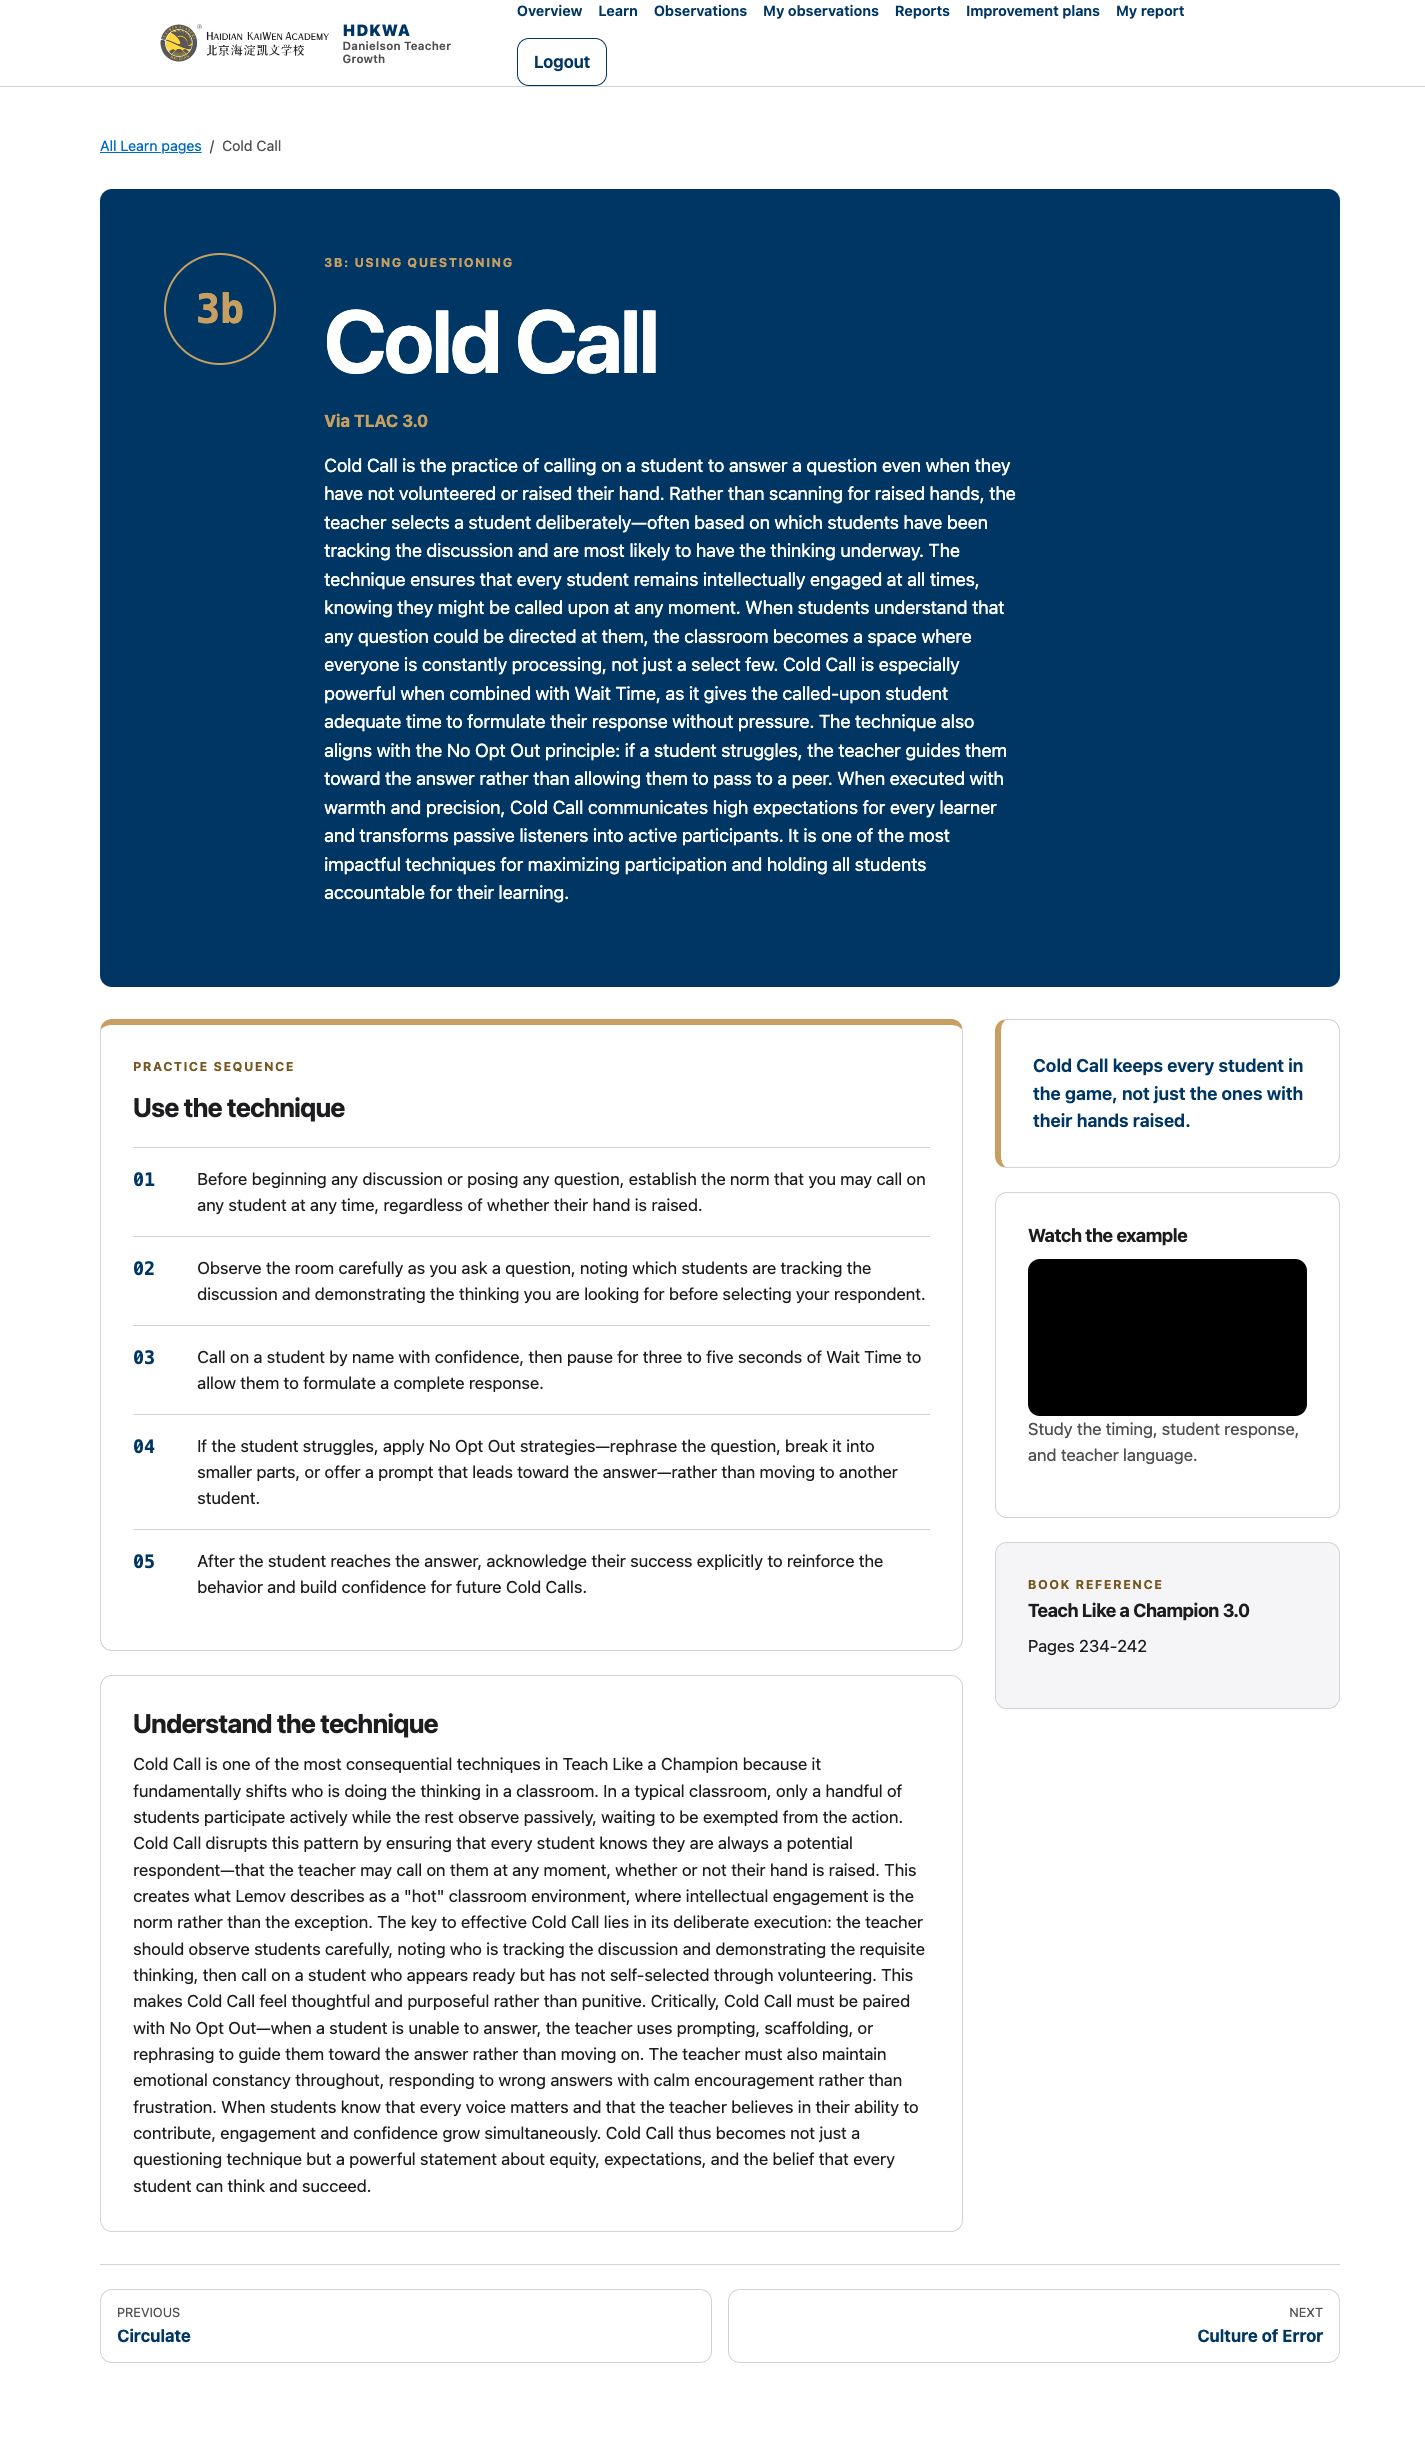 HAIDIAN KAIWEN ACADEMY
北京海淀凯文学校
HDKWA
Danielson Teacher
Growth
Overview Learn Observations My observations Reports Improvement plans My report
Logout
All Learn pages / Cold Call
3b
3B: USING QUESTIONING
Cold Call
Via TLAC 3.0
Cold Call is the practice of calling on a student to answer a question even when they
have not volunteered or raised their hand. Rather than scanning for raised hands, the
teacher selects a student deliberately—often based on which students have been
tracking the discussion and are most likely to have the thinking underway. The
technique ensures that every student remains intellectually engaged at all times,
knowing they might be called upon at any moment. When students understand that
any question could be directed at them, the classroom becomes a space where
everyone is constantly processing, not just a select few. Cold Call is especially
powerful when combined with Wait Time, as it gives the called-upon student
adequate time to formulate their response without pressure. The technique also
aligns with the No Opt Out principle: if a student struggles, the teacher guides them
toward the answer rather than allowing them to pass to a peer. When executed with
warmth and precision, Cold Call communicates high expectations for every learner
and transforms passive listeners into active participants. It is one of the most
impactful techniques for maximizing participation and holding all students
accountable for their learning.
PRACTICE SEQUENCE
Use the technique
01 Before beginning any discussion or posing any question, establish the norm that you may call on
any student at any time, regardless of whether their hand is raised.
02 Observe the room carefully as you ask a question, noting which students are tracking the
discussion and demonstrating the thinking you are looking for before selecting your respondent.
03 Call on a student by name with confidence, then pause for three to five seconds of Wait Time to
allow them to formulate a complete response.
04 If the student struggles, apply No Opt Out strategies—rephrase the question, break it into
smaller parts, or offer a prompt that leads toward the answer—rather than moving to another
student.
05 After the student reaches the answer, acknowledge their success explicitly to reinforce the
behavior and build confidence for future Cold Calls.
Understand the technique
Cold Call is one of the most consequential techniques in Teach Like a Champion because it
fundamentally shifts who is doing the thinking in a classroom. In a typical classroom, only a handful of
students participate actively while the rest observe passively, waiting to be exempted from the action.
Cold Call disrupts this pattern by ensuring that every student knows they are always a potential
respondent—that the teacher may call on them at any moment, whether or not their hand is raised. This
creates what Lemov describes as a "hot" classroom environment, where intellectual engagement is the
norm rather than the exception. The key to effective Cold Call lies in its deliberate execution: the teacher
should observe students carefully, noting who is tracking the discussion and demonstrating the requisite
thinking, then call on a student who appears ready but has not self-selected through volunteering. This
makes Cold Call feel thoughtful and purposeful rather than punitive. Critically, Cold Call must be paired
with No Opt Out—when a student is unable to answer, the teacher uses prompting, scaffolding, or
rephrasing to guide them toward the answer rather than moving on. The teacher must also maintain
emotional constancy throughout, responding to wrong answers with calm encouragement rather than
frustration. When students know that every voice matters and that the teacher believes in their ability to
contribute, engagement and confidence grow simultaneously. Cold Call thus becomes not just a
questioning technique but a powerful statement about equity, expectations, and the belief that every
student can think and succeed.
Cold Call keeps every student in
the game, not just the ones with
their hands raised.
Watch the example
Study the timing, student response,
and teacher language.
BOOK REFERENCE
Teach Like a Champion 3.0
Pages 234-242
PREVIOUS
Circulate
NEXT
Culture of Error